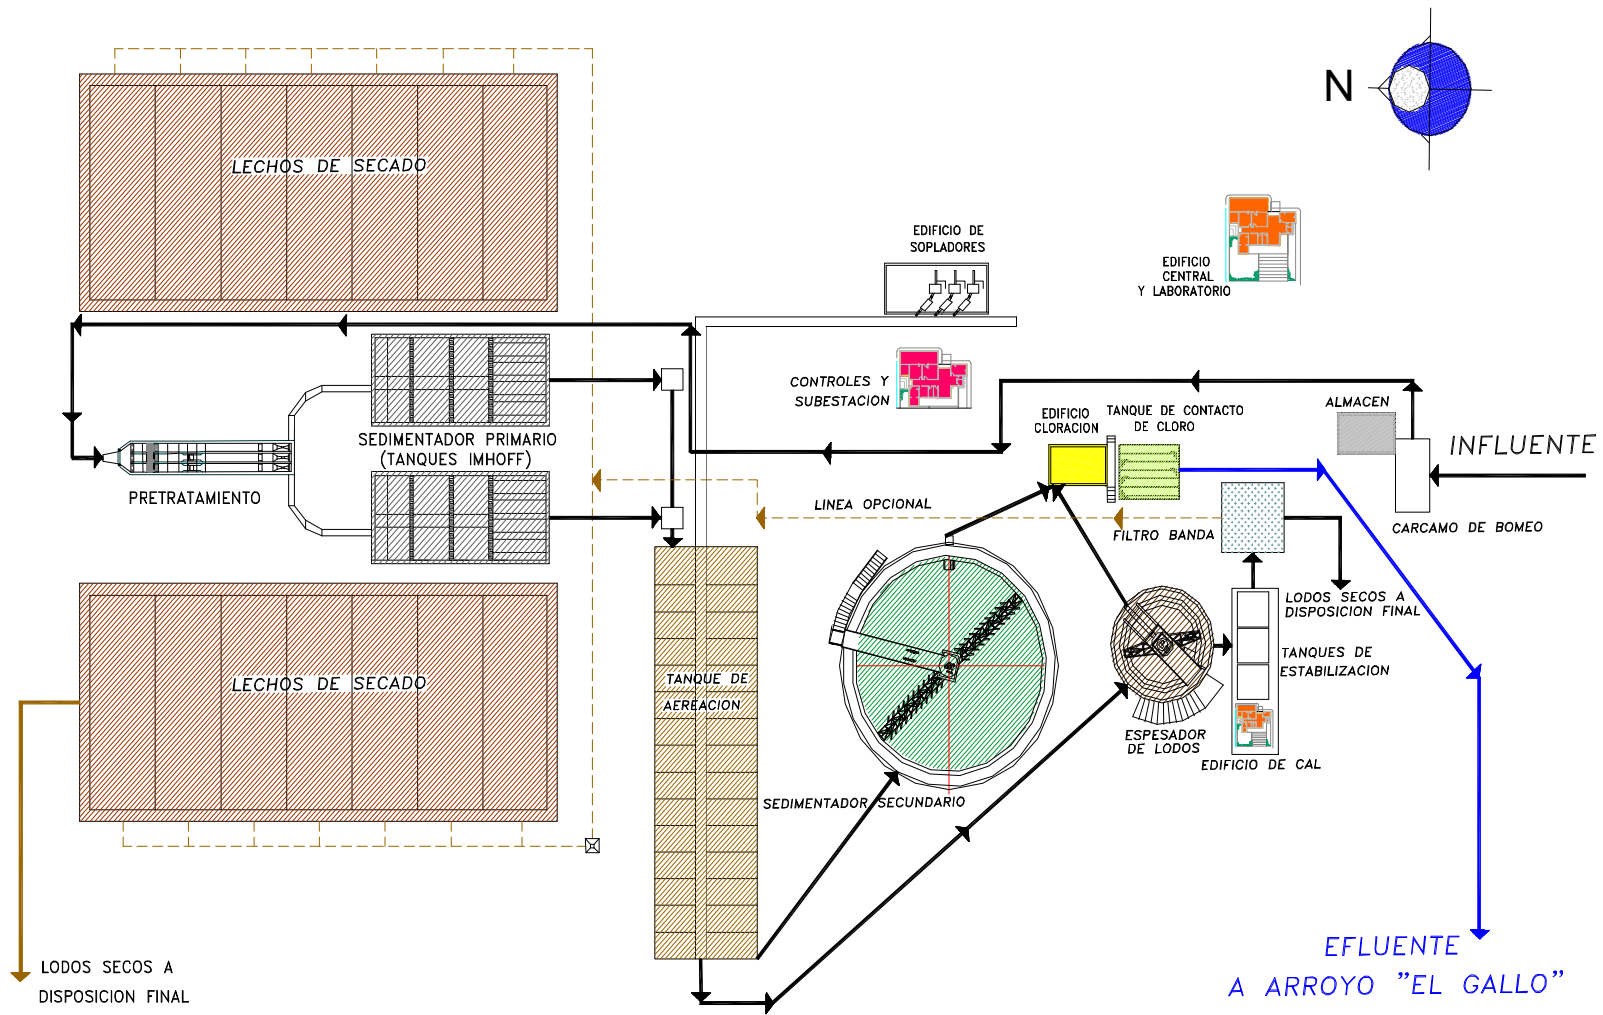 N
LECHOS DE SECADO
EDIFICIO DE
SOPLADORES
EDIFICIO
CENTRAL
Y LABORATORIO
CONTROLES Y
SUBESTACION
ALMACEN
EDIFICIO
CLORACION
TANQUE DE CONTACTO
DE CLORO
INFLUENTE
SEDIMENTADOR PRIMARIO
(TANQUES IMHOFF)
PRETRATAMIENTO
LINEA OPCIONAL
FILTRO BANDA
CARCAMO DE BOMEO
LODOS SECOS A
DISPOSICION FINAL
TANQUES DE
ESTABILIZACION
LECHOS DE SECADO
TANQUE DE
AEREACION
ESPESADOR
DE LODOS
EDIFICIO DE CAL
SEDIMENTADOR SECUNDARIO
EFLUENTE
A ARROYO "EL GALLO"
LODOS SECOS A
DISPOSICION FINAL